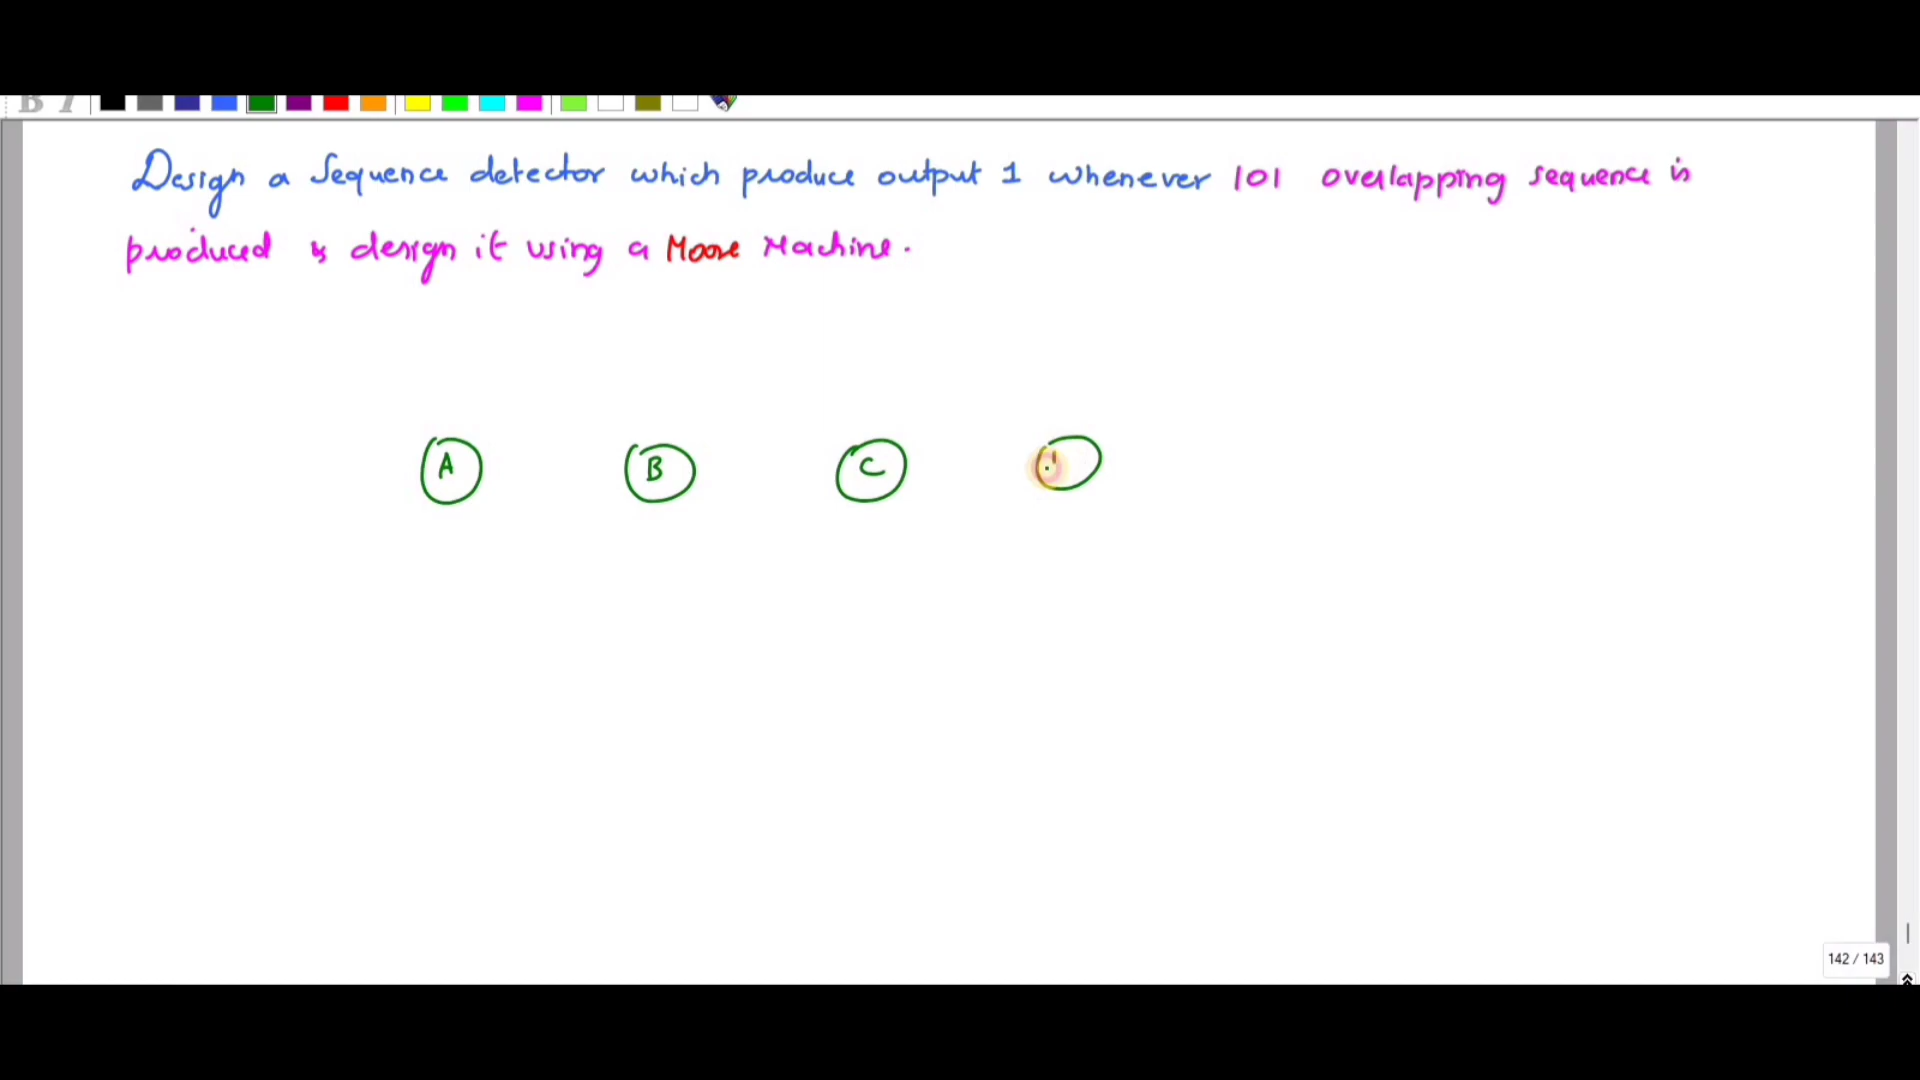 B I
Design a Sequence detector which produce output 1 whenever 101 overlapping sequence is
produced & design it using a Moore Machine.
A B C
142 / 143